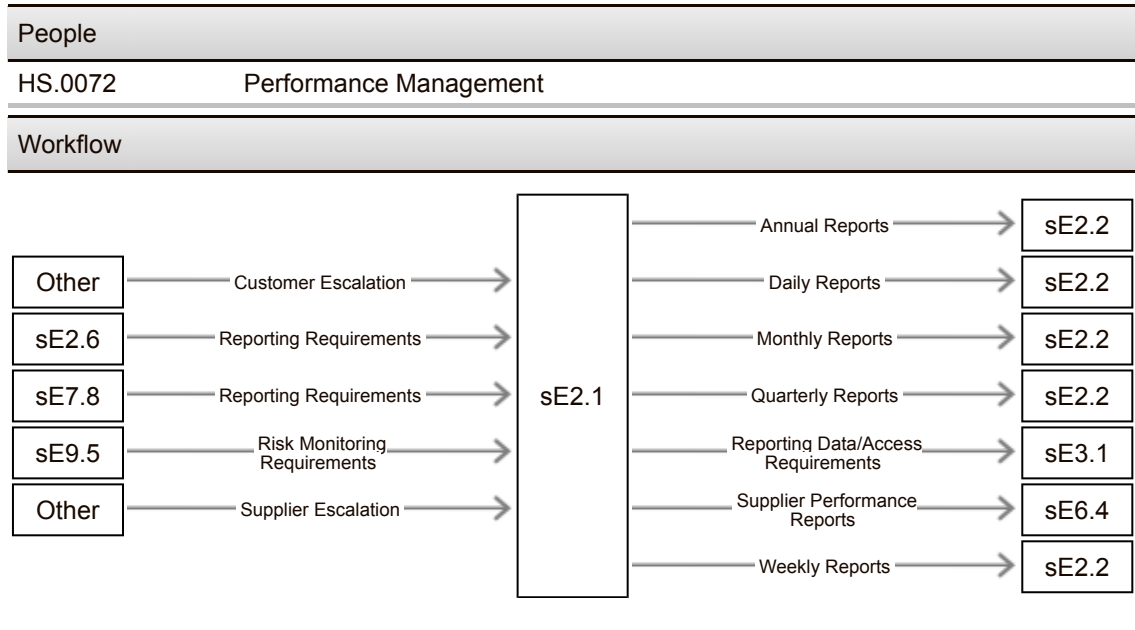 People
HS.0072 Performance Management
Workflow
Annual Reports sE2.2
Other Customer Escalation Daily Reports sE2.2
sE2.6 Reporting Requirements Monthly Reports sE2.2
sE7.8 Reporting Requirements sE2.1 Quarterly Reports sE2.2
sE9.5 Risk Monitoring
Requirements
Reporting Data/Access
Requirements
sE3.1
Other Supplier Escalation
Supplier Performance
Reports
sE6.4
Weekly Reports sE2.2